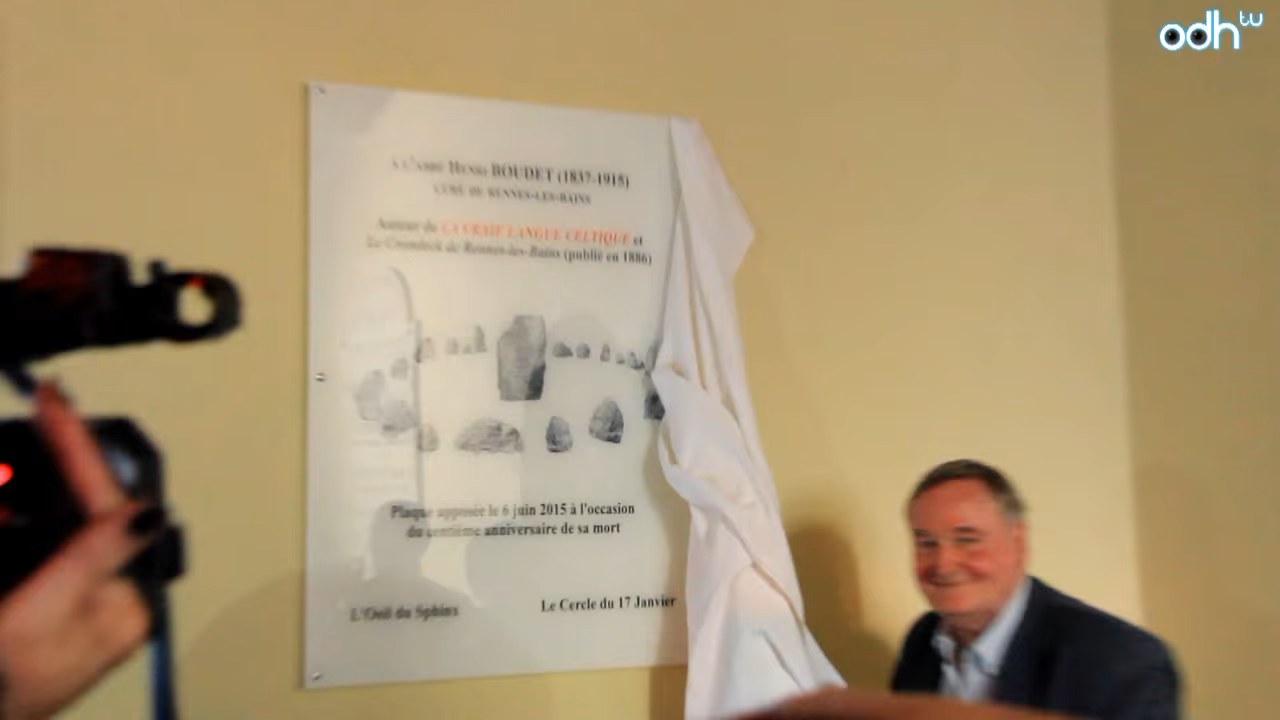 odh tv
A L'ABBÉ HENRI BOUDET (1837-1915)
CURÉ DE RENNES-LES-BAINS
Auteur de LA VRAIE LANGUE CELTIQUE et
Le Cromleck de Rennes-les-Bains (publié en 1886)
Plaque apposée le 6 juin 2015 à l'occasion
du centième anniversaire de sa mort
L'Oeil du Sphinx
Le Cercle du 17 Janvier